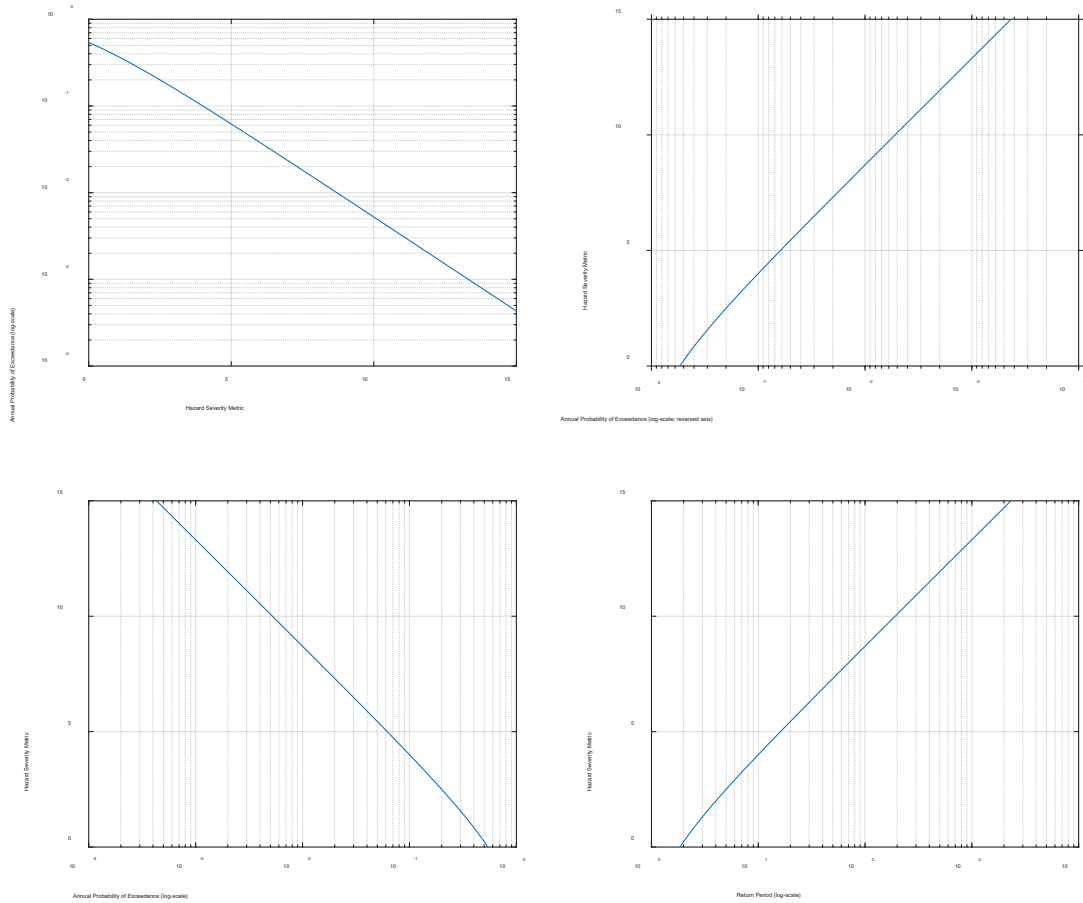 10 0
10 -1
10 -2
10 -3
10 -4
Annual Probability of Exceedance (log-scale)
0 5 10 15
Hazard Severity Metric
15
10
5
0
Hazard Severity Metric
10 0 10 -1 10 -2 10 -3 10
Annual Probability of Exceedance (log-scale; reversed axis)
15
10
5
0
Hazard Severity Metric
10 -4 10 -3 10 -2 10 -1 10 0
Annual Probability of Exceedance (log-scale)
15
10
5
0
Hazard Severity Metric
10 0 10 1 10 2 10 3 10
Return Period (log-scale)